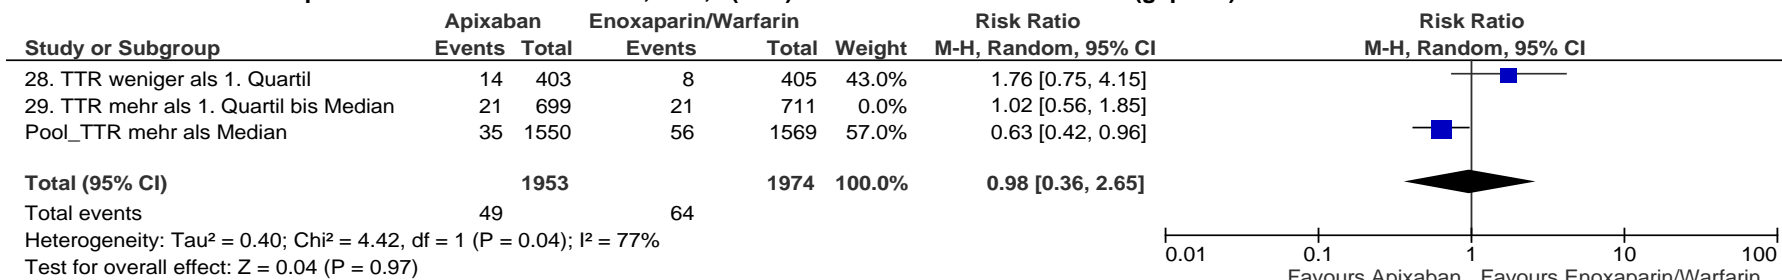 Apixaban Enoxaparin/Warfarin Risk Ratio Risk Ratio
Study or Subgroup Events Total Events Total Weight M-H, Random, 95% CI M-H, Random, 95% CI
28. TTR weniger als 1. Quartil 14 403 8 405 43.0% 1.76 [0.75, 4.15]
29. TTR mehr als 1. Quartil bis Median 21 699 21 711 0.0% 1.02 [0.56, 1.85]
Pool_TTR mehr als Median 35 1550 56 1569 57.0% 0.63 [0.42, 0.96]
Total (95% CI) 1953 1974 100.0% 0.98 [0.36, 2.65]
Total events 49 64
Heterogeneity: Tau² = 0.40; Chi² = 4.42, df = 1 (P = 0.04); I² = 77%
Test for overall effect: Z = 0.04 (P = 0.97)
0.01 0.1 1 10 100
Favours Apixaban Favours Enoxaparin/Warfarin